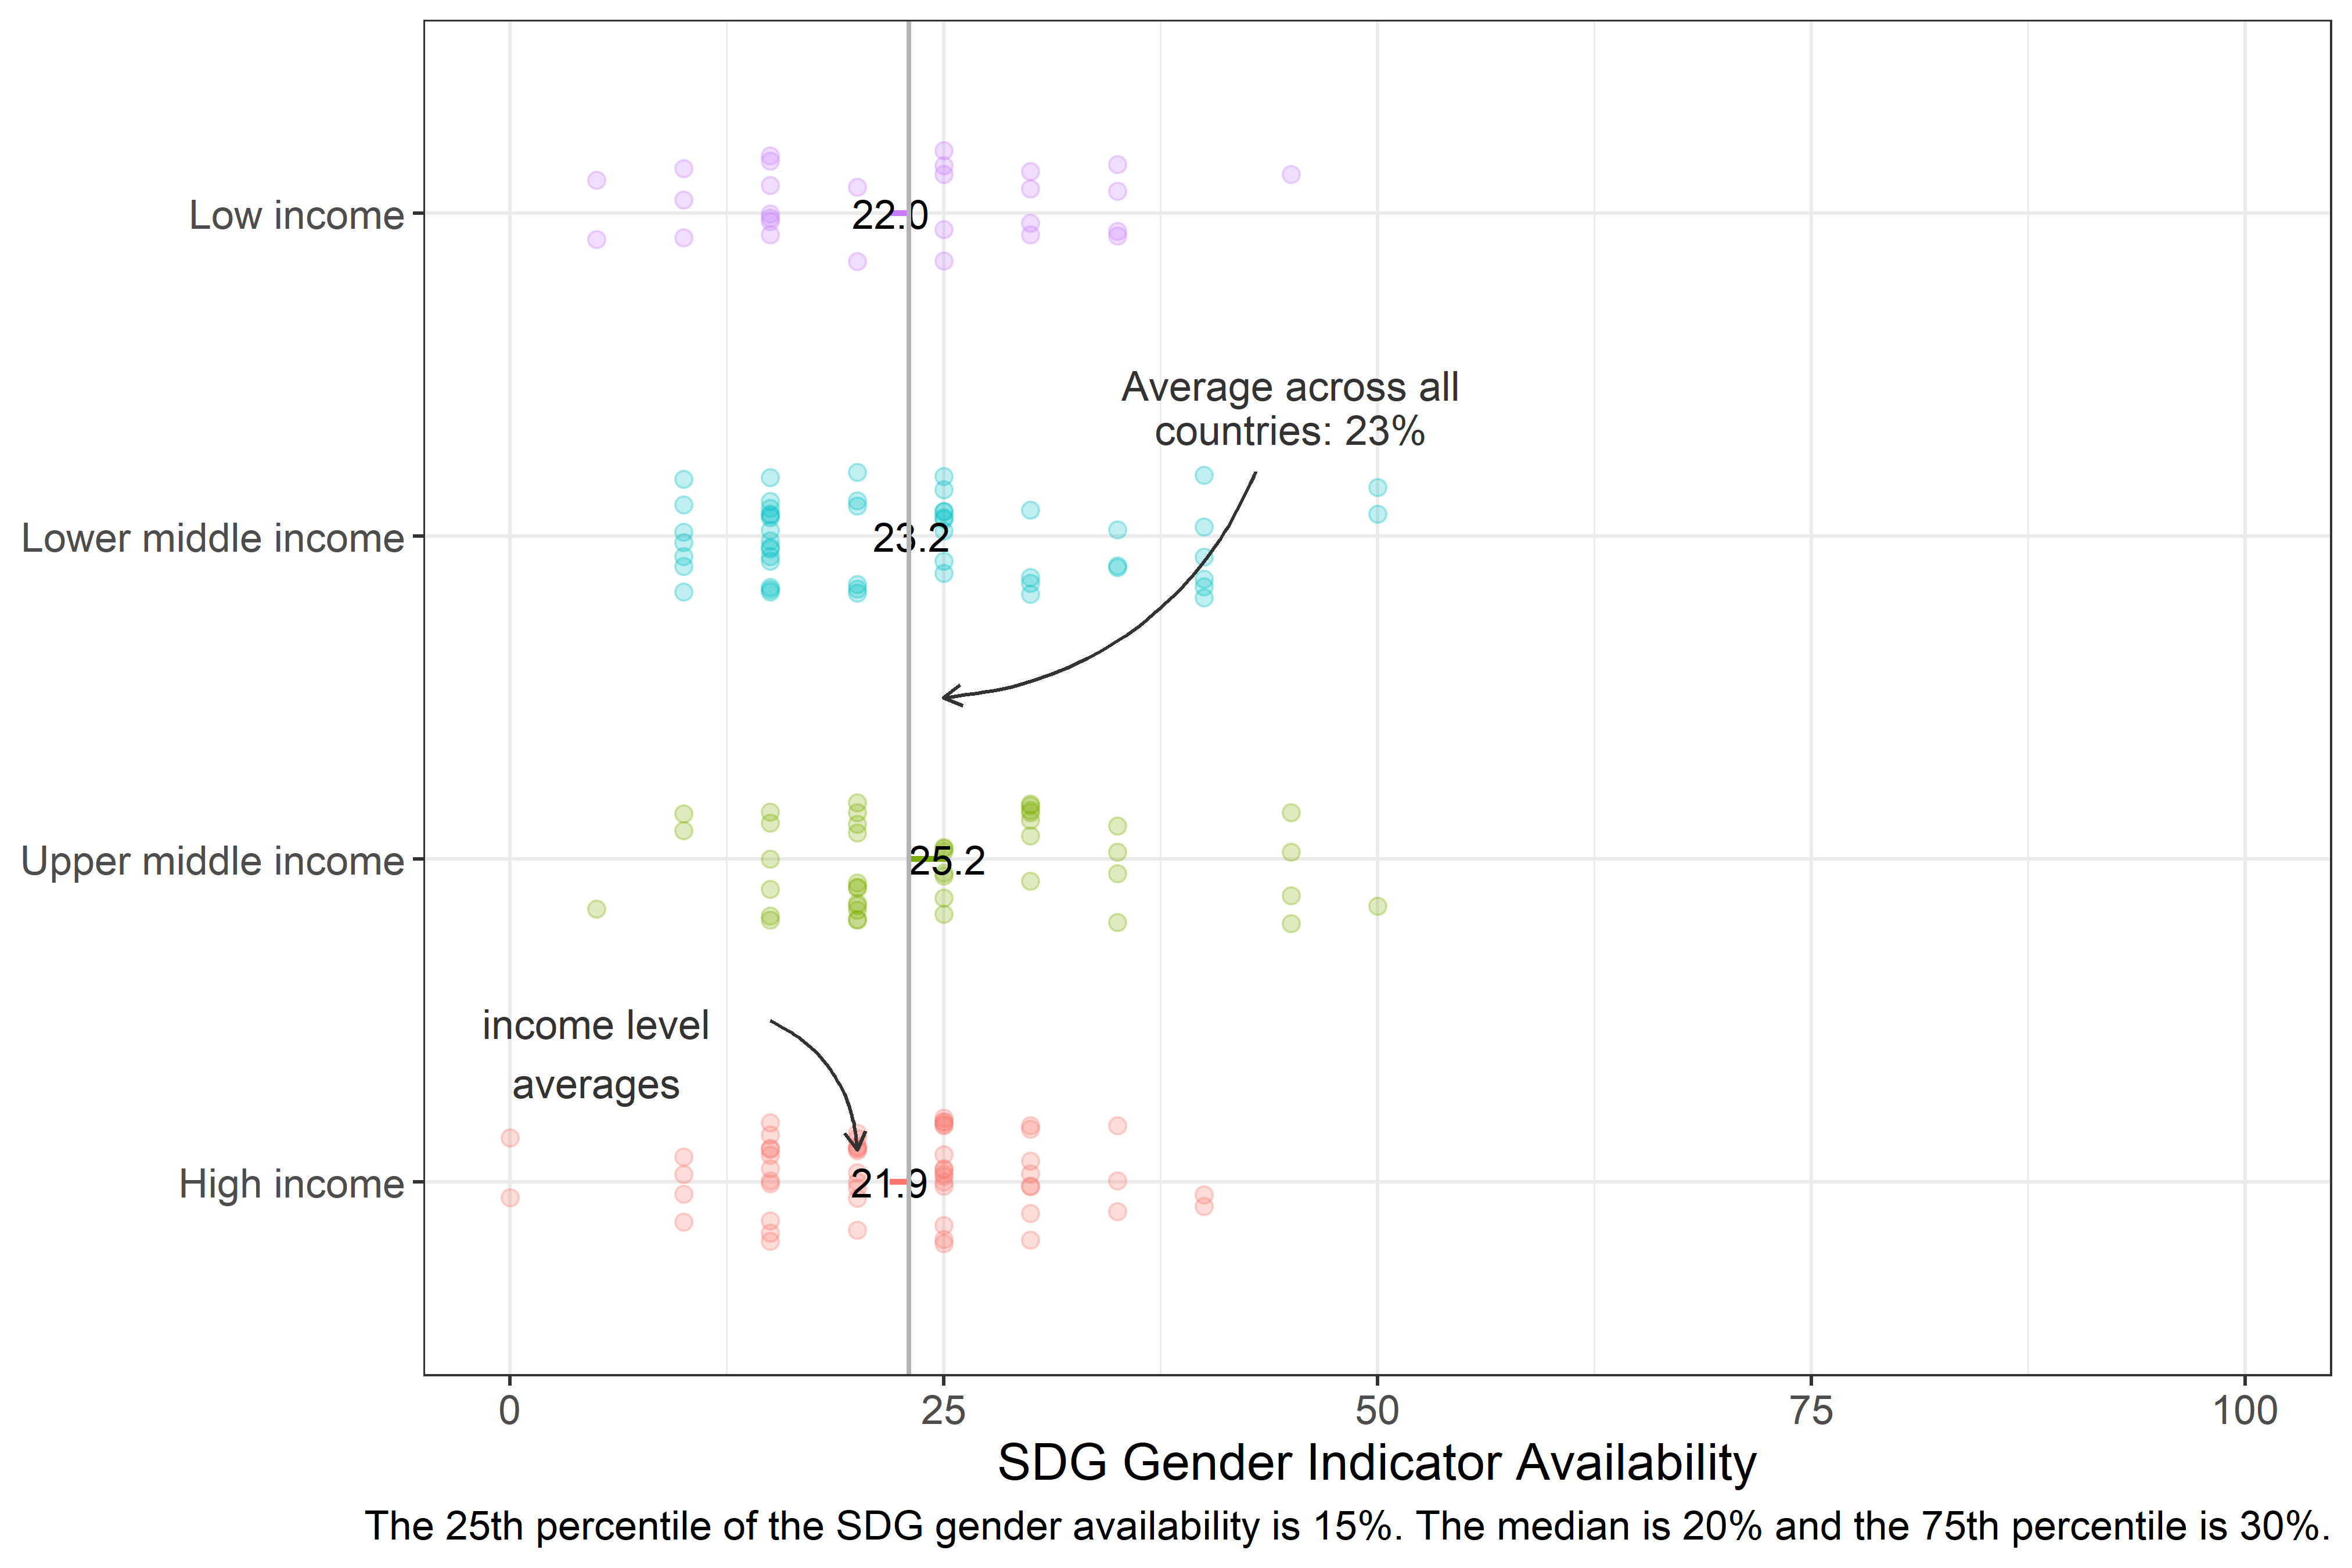 Low income
22.0
Average across all
countries: 23%
Lower middle income
23.2
Upper middle income
25.2
income level
averages
High income
21.9
0 25 50 75 100
SDG Gender Indicator Availability
The 25th percentile of the SDG gender availability is 15%. The median is 20% and the 75th percentile is 30%.